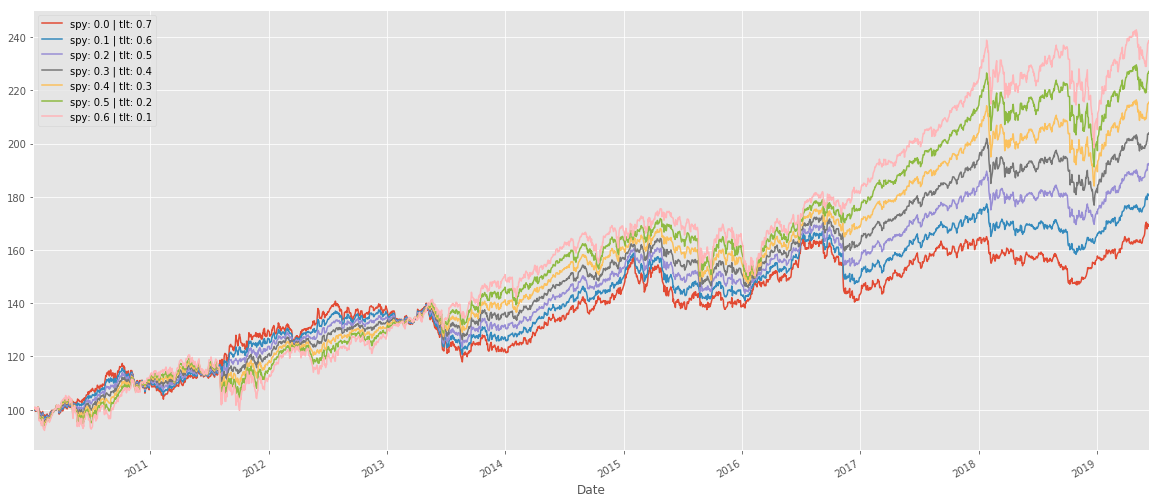 spy: 0.0 | tlt: 0.7
spy: 0.1 | tlt: 0.6
spy: 0.2 | tlt: 0.5
spy: 0.3 | tlt: 0.4
spy: 0.4 | tlt: 0.3
spy: 0.5 | tlt: 0.2
spy: 0.6 | tlt: 0.1
240
220
200
180
160
140
120
100
2011
2012
2013
2014
2015
2016
2017
2018
2019
Date